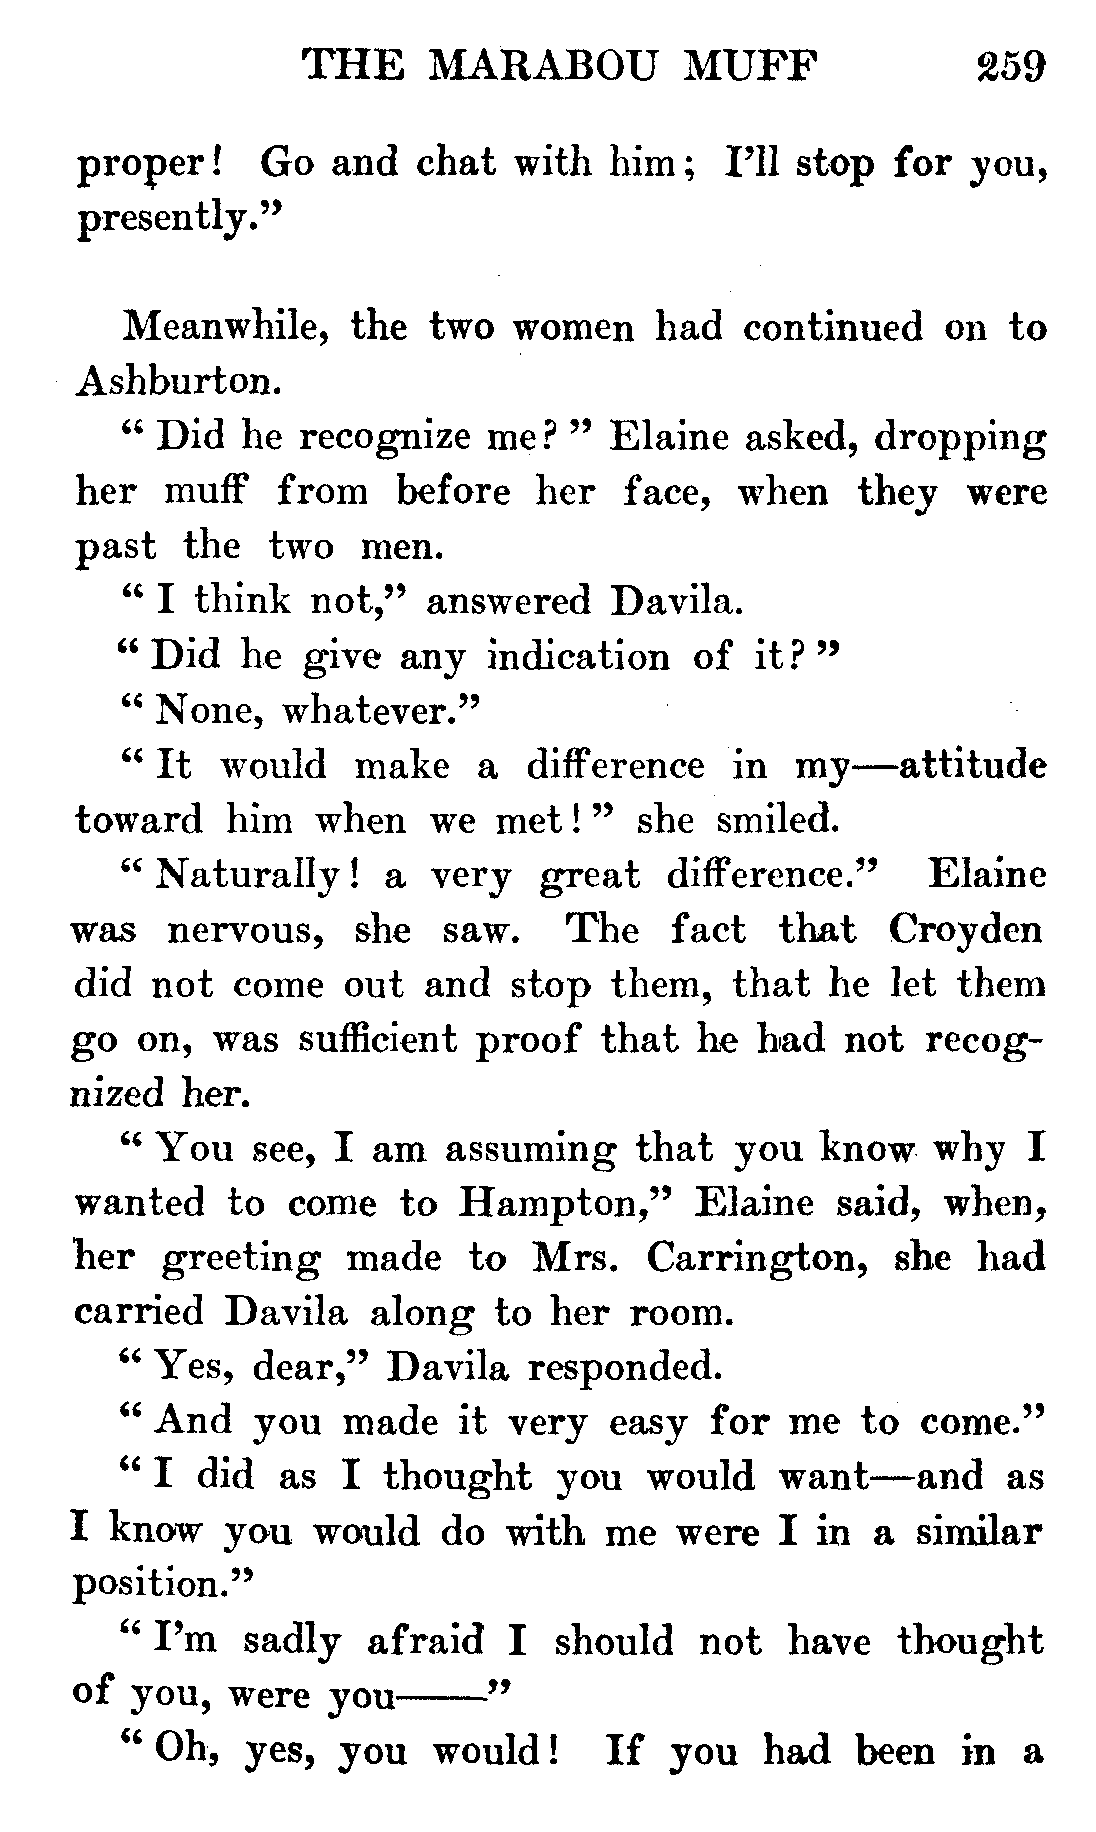 THE MARABOU MUFF 259
proper! Go and chat with him; I'll stop for you,
presently."
Meanwhile, the two women had continued on to
Ashburton.
" Did he recognize me? " Elaine asked, dropping
her muff from before her face, when they were
past the two men.
" I think not," answered Davila.
" Did he give any indication of it? "
" None, whatever."
" It would make a difference in my—attitude
toward him when we met! " she smiled.
" Naturally! a very great difference." Elaine
was nervous, she saw. The fact that Croyden
did not come out and stop them, that he let them
go on, was sufficient proof that he had not recog-
nized her.
" You see, I am assuming that you know why I
wanted to come to Hampton," Elaine said, when,
her greeting made to Mrs. Carrington, she had
carried Davila along to her room.
" Yes, dear," Davila responded.
" And you made it very easy for me to come."
" I did as I thought you would want—and as
I know you would do with me were I in a similar
position."
" I'm sadly afraid I should not have thought
of you, were you——"
" Oh, yes, you would! If you had been in a